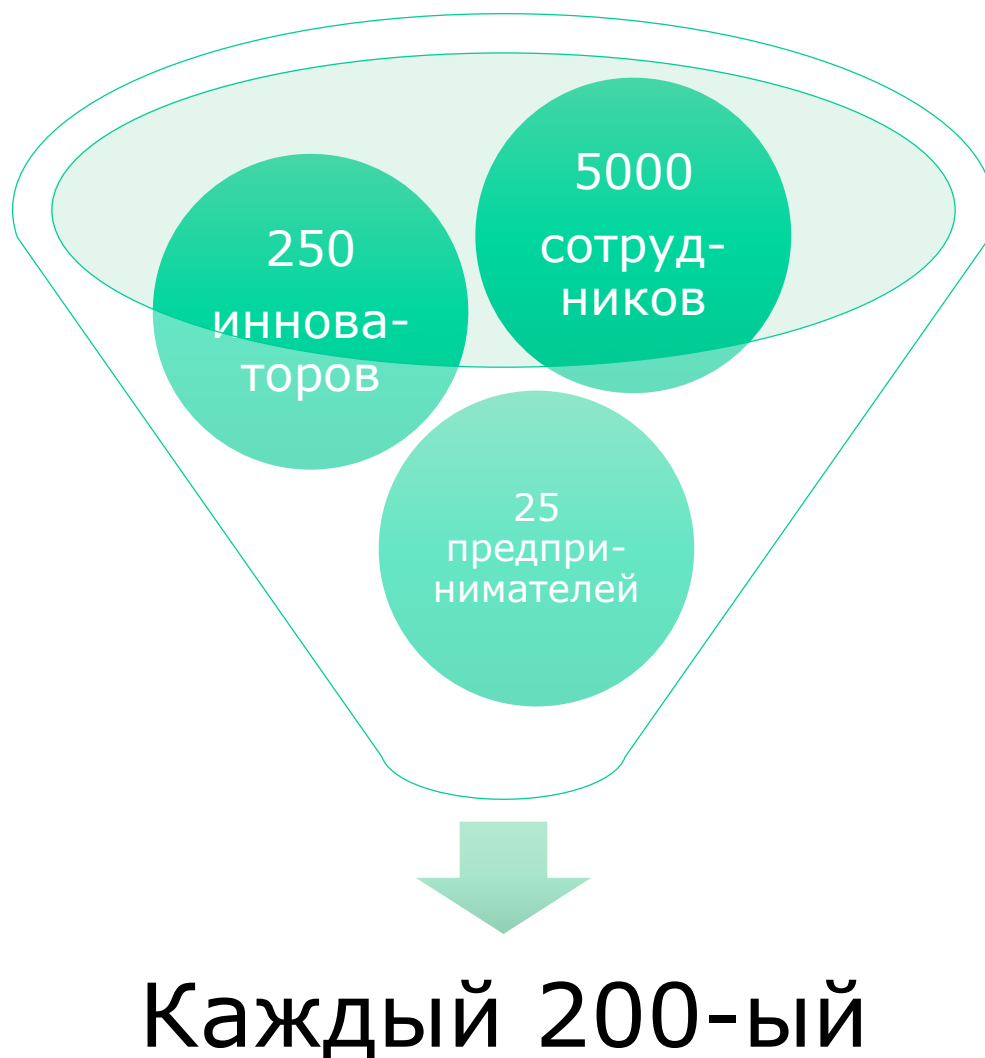 5000
сотруд-
ников
250
иннова-
торов
25
предпри-
нимателей
Каждый 200-ый